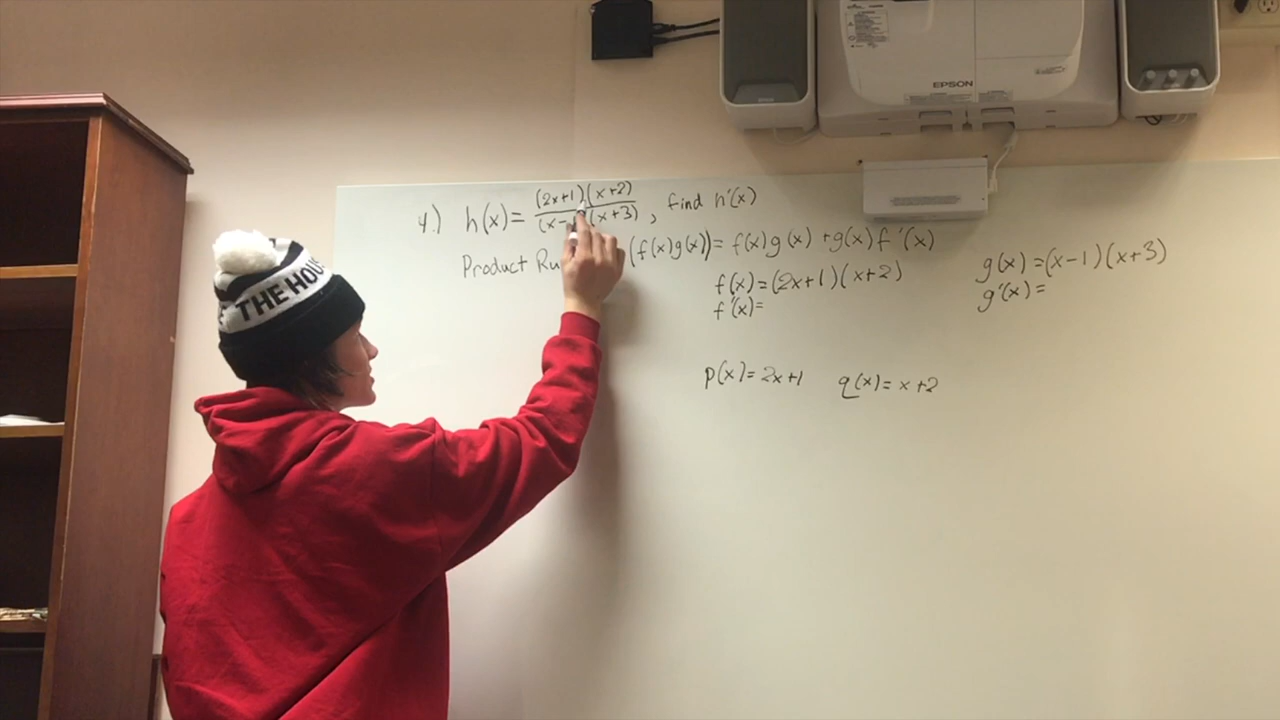 EPSON
4.) h(x) = (2x+1)(x+2) / (x- (x+3) , find h'(x)
Product Ru (f(x)g(x)) = f(x)g'(x) + g(x)f'(x)
f(x) = (2x+1)(x+2)
f'(x) =
g(x) = (x-1)(x+3)
g'(x) =
p(x) = 2x+1 q(x) = x+2
THE HOU